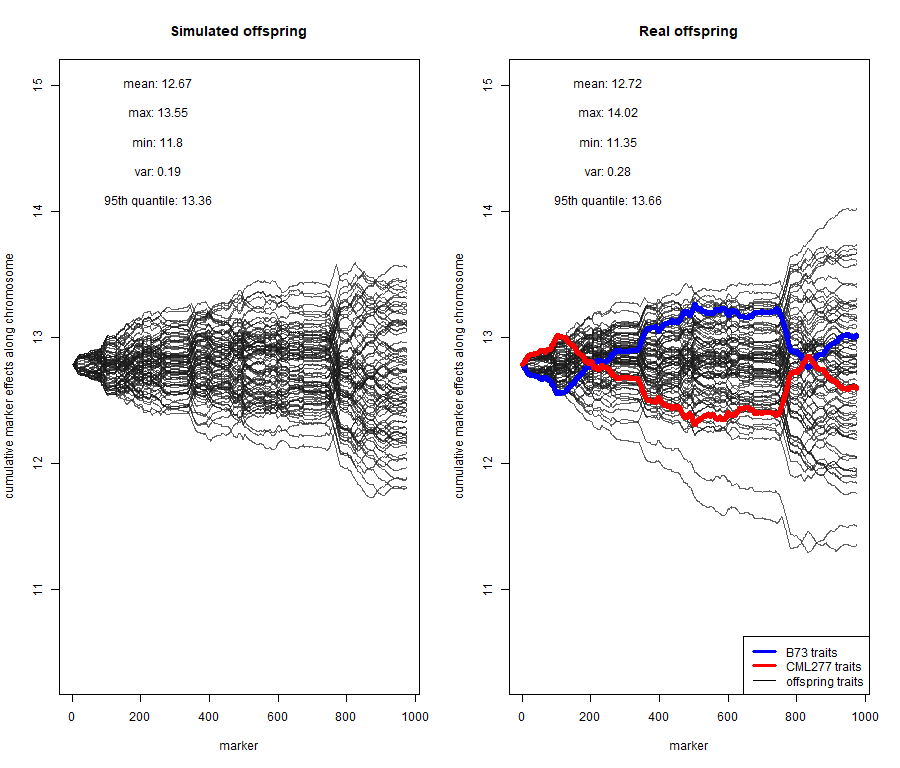 Simulated offspring
mean: 12.67
max: 13.55
min: 11.8
var: 0.19
95th quantile: 13.36
cumulative marker effects along chromosome
15
14
13
12
11
0 200 400 600 800 1000
marker
Real offspring
mean: 12.72
max: 14.02
min: 11.35
var: 0.28
95th quantile: 13.66
cumulative marker effects along chromosome
15
14
13
12
11
B73 traits
CML277 traits
offspring traits
0 200 400 600 800 1000
marker